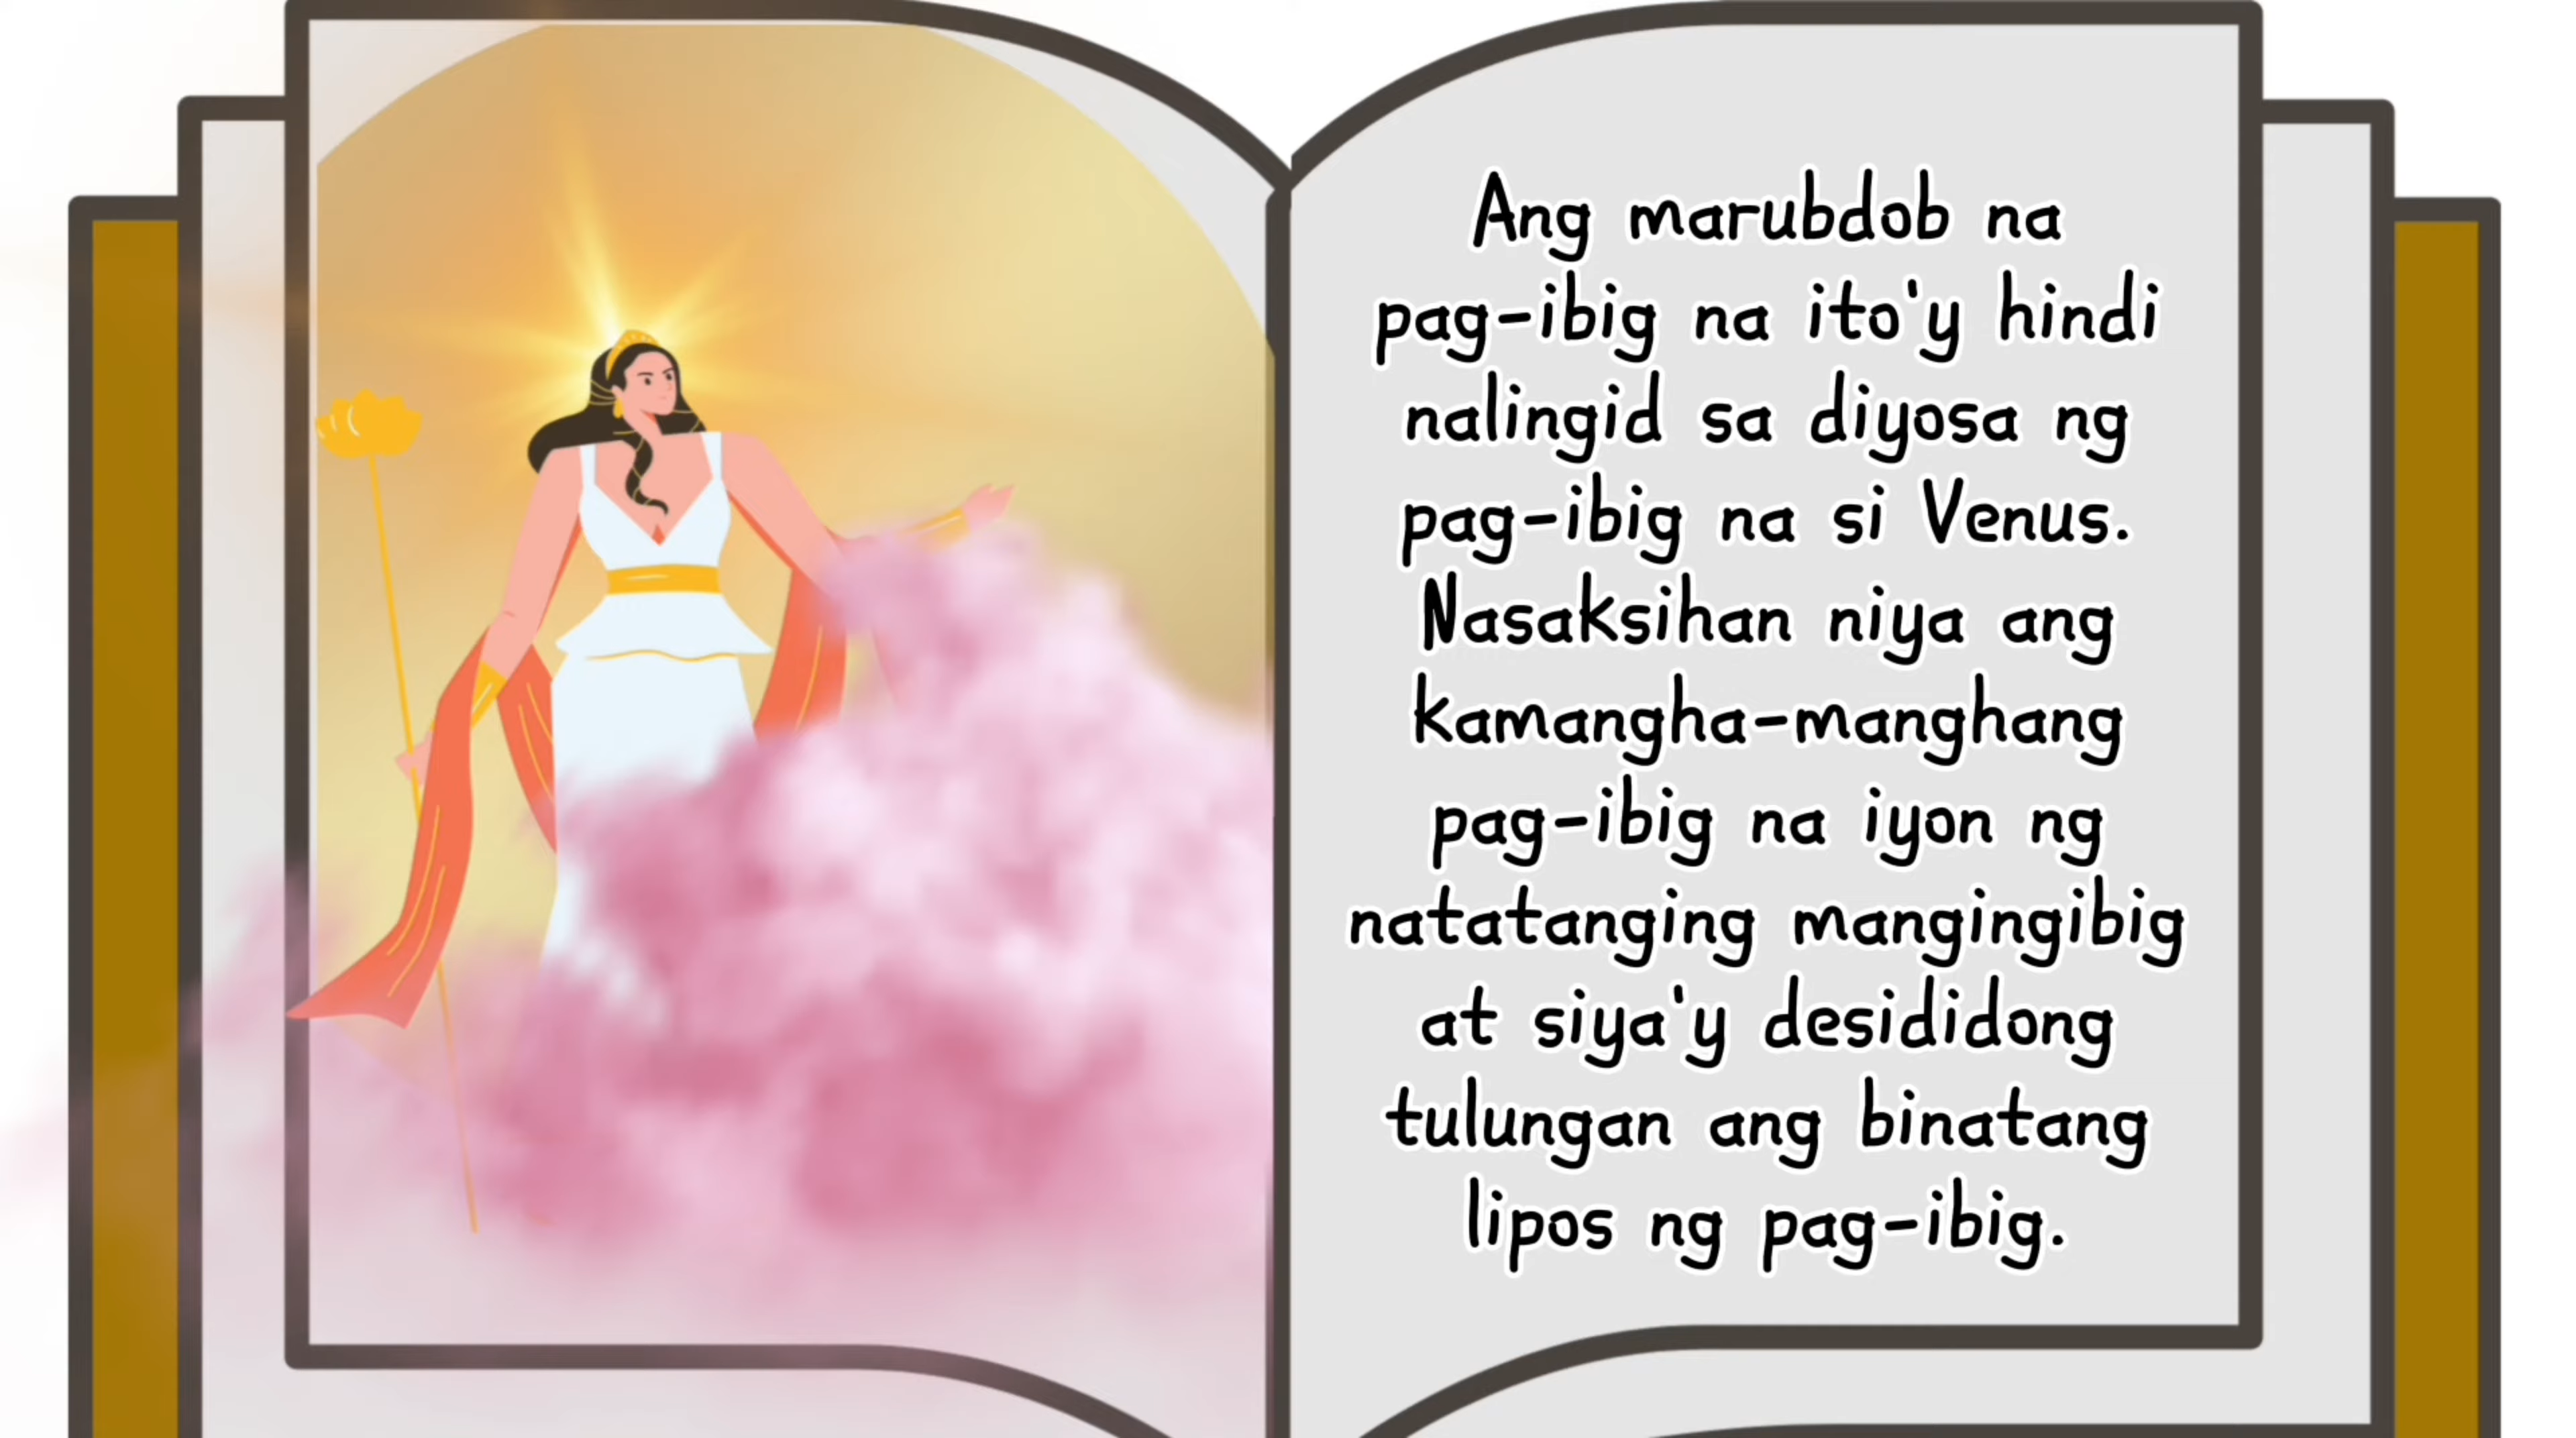 Ang marubdob na
pag-ibig na ito'y hindi
nalingid sa diyosa ng
pag-ibig na si Venus.
Nasaksihan niya ang
kamangha-manghang
pag-ibig na iyon ng
natatanging mangingibig
at siya'y desididong
tulungan ang binatang
lipos ng pag-ibig.